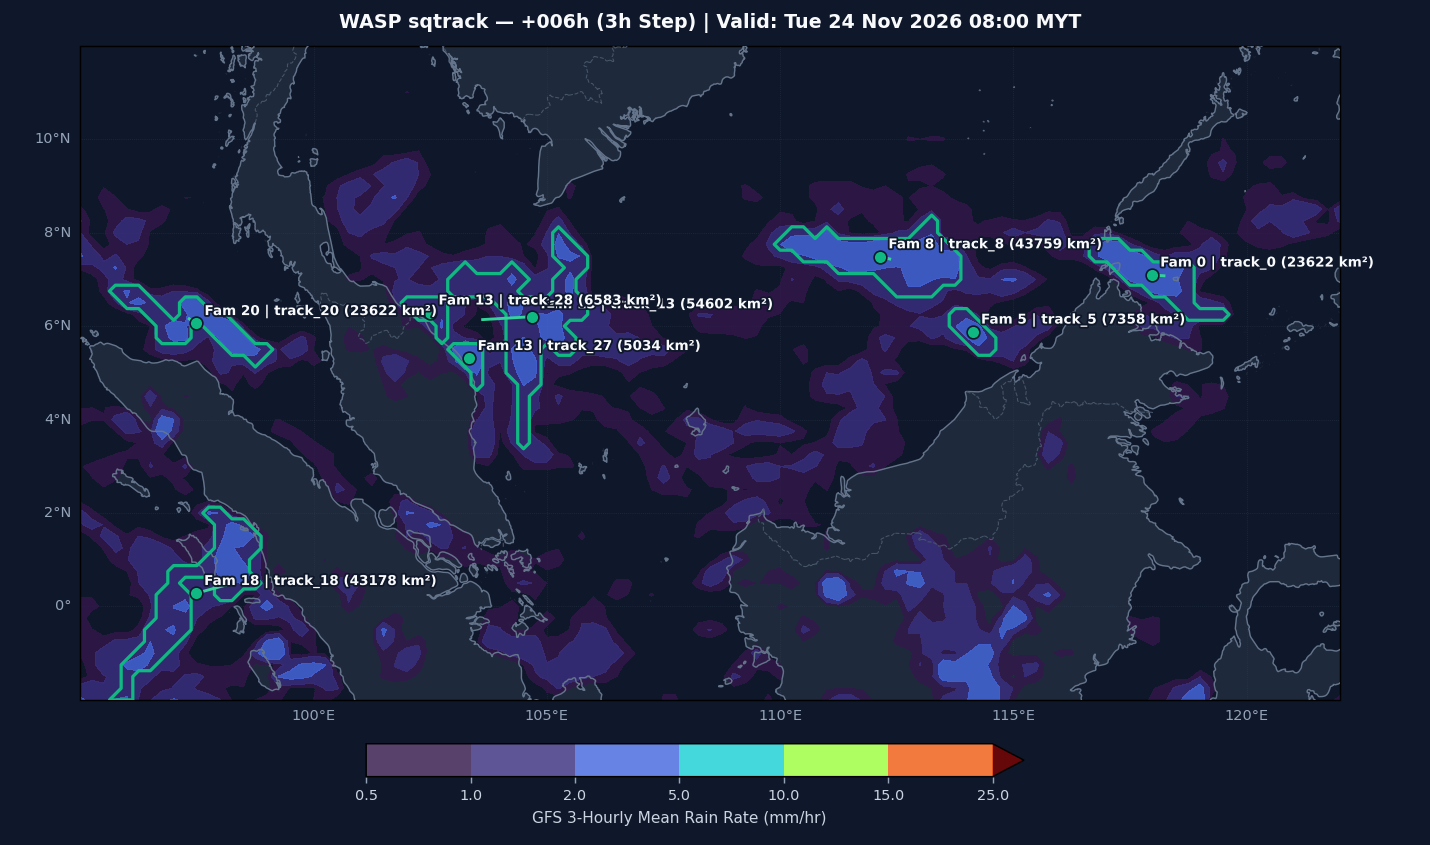 WASP sqtrack — +006h (3h Step) | Valid: Tue 24 Nov 2026 08:00 MYT
10°N
8°N
6°N
4°N
2°N
0°
Fam 8 | track_8 (43759 km²)
Fam 0 | track_0 (23622 km²)
Fam 13 | track_28 (6583 km²)
track_13 (54602 km²)
Fam 20 | track_20 (23622 km²)
Fam 5 | track_5 (7358 km²)
Fam 13 | track_27 (5034 km²)
Fam 18 | track_18 (43178 km²)
100°E 105°E 110°E 115°E 120°E
0.5 1.0 2.0 5.0 10.0 15.0 25.0
GFS 3-Hourly Mean Rain Rate (mm/hr)